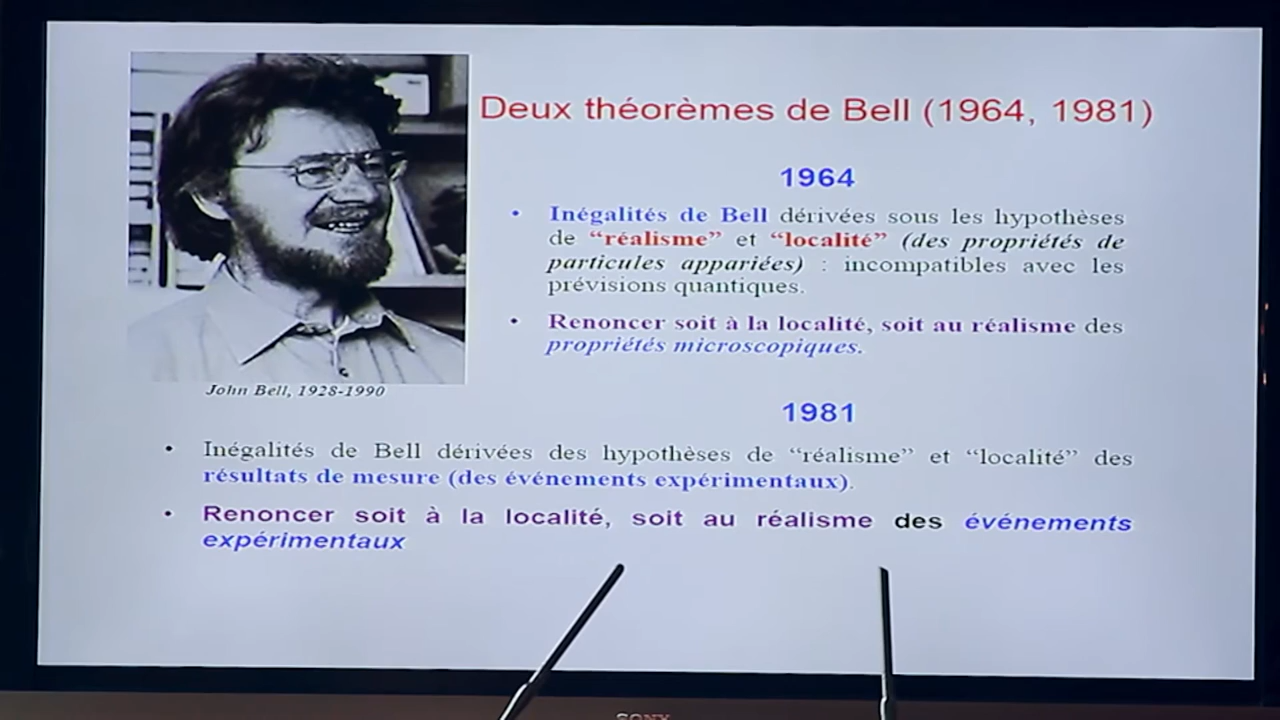 Deux théorèmes de Bell (1964, 1981)
1964
• Inégalités de Bell dérivées sous les hypothèses
de “réalisme” et “localité” (des propriétés de
particules appariées) : incompatibles avec les
prévisions quantiques.
• Renoncer soit à la localité, soit au réalisme des
propriétés microscopiques.
John Bell, 1928-1990
1981
• Inégalités de Bell dérivées des hypothèses de “réalisme” et “localité” des
résultats de mesure (des événements expérimentaux).
• Renoncer soit à la localité, soit au réalisme des événements
expérimentaux
SONY